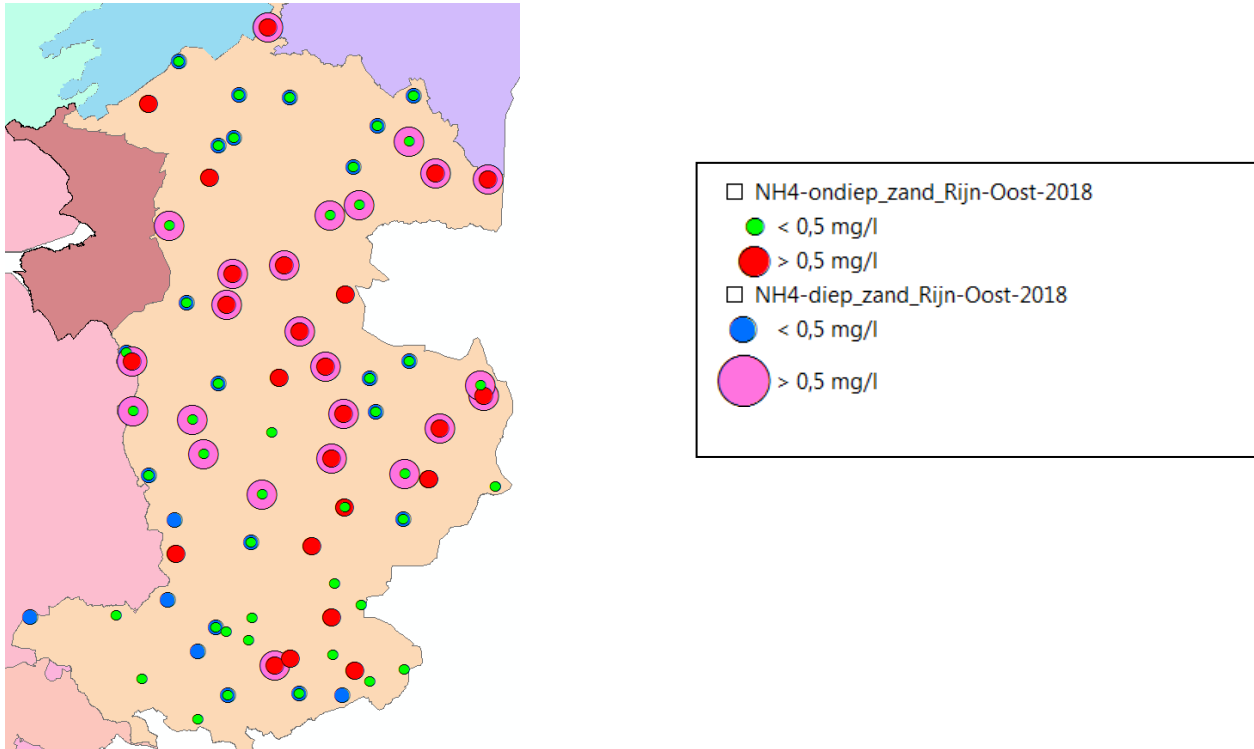 NH4-ondiep_zand_Rijn-Oost-2018
< 0,5 mg/l
> 0,5 mg/l
NH4-diep_zand_Rijn-Oost-2018
< 0,5 mg/l
> 0,5 mg/l